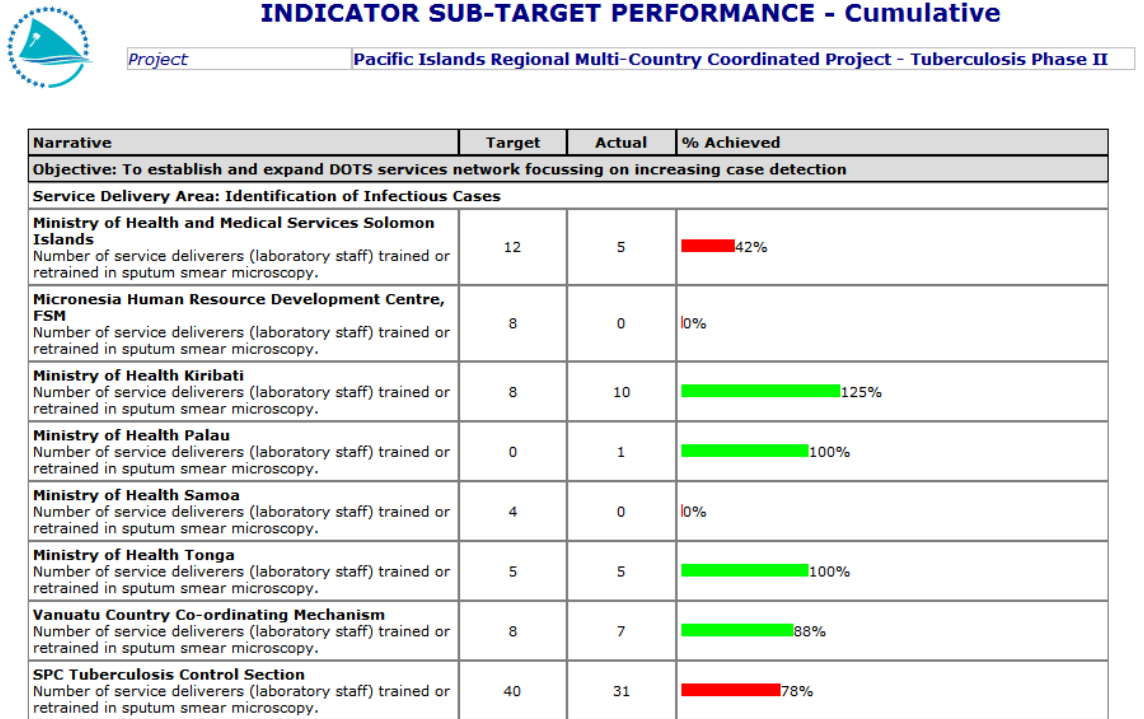 INDICATOR SUB-TARGET PERFORMANCE - Cumulative
Project Pacific Islands Regional Multi-Country Coordinated Project - Tuberculosis Phase II
Narrative Target Actual % Achieved
Objective: To establish and expand DOTS services network focussing on increasing case detection
Service Delivery Area: Identification of Infectious Cases
Ministry of Health and Medical Services Solomon
Islands
Number of service deliverers (laboratory staff) trained or
retrained in sputum smear microscopy.
12 5 42%
Micronesia Human Resource Development Centre,
FSM
Number of service deliverers (laboratory staff) trained or
retrained in sputum smear microscopy.
8 0 0%
Ministry of Health Kiribati
Number of service deliverers (laboratory staff) trained or
retrained in sputum smear microscopy.
8 10 125%
Ministry of Health Palau
Number of service deliverers (laboratory staff) trained or
retrained in sputum smear microscopy.
0 1 100%
Ministry of Health Samoa
Number of service deliverers (laboratory staff) trained or
retrained in sputum smear microscopy.
4 0 0%
Ministry of Health Tonga
Number of service deliverers (laboratory staff) trained or
retrained in sputum smear microscopy.
5 5 100%
Vanuatu Country Co-ordinating Mechanism
Number of service deliverers (laboratory staff) trained or
retrained in sputum smear microscopy.
8 7 88%
SPC Tuberculosis Control Section
Number of service deliverers (laboratory staff) trained or
retrained in sputum smear microscopy.
40 31 78%